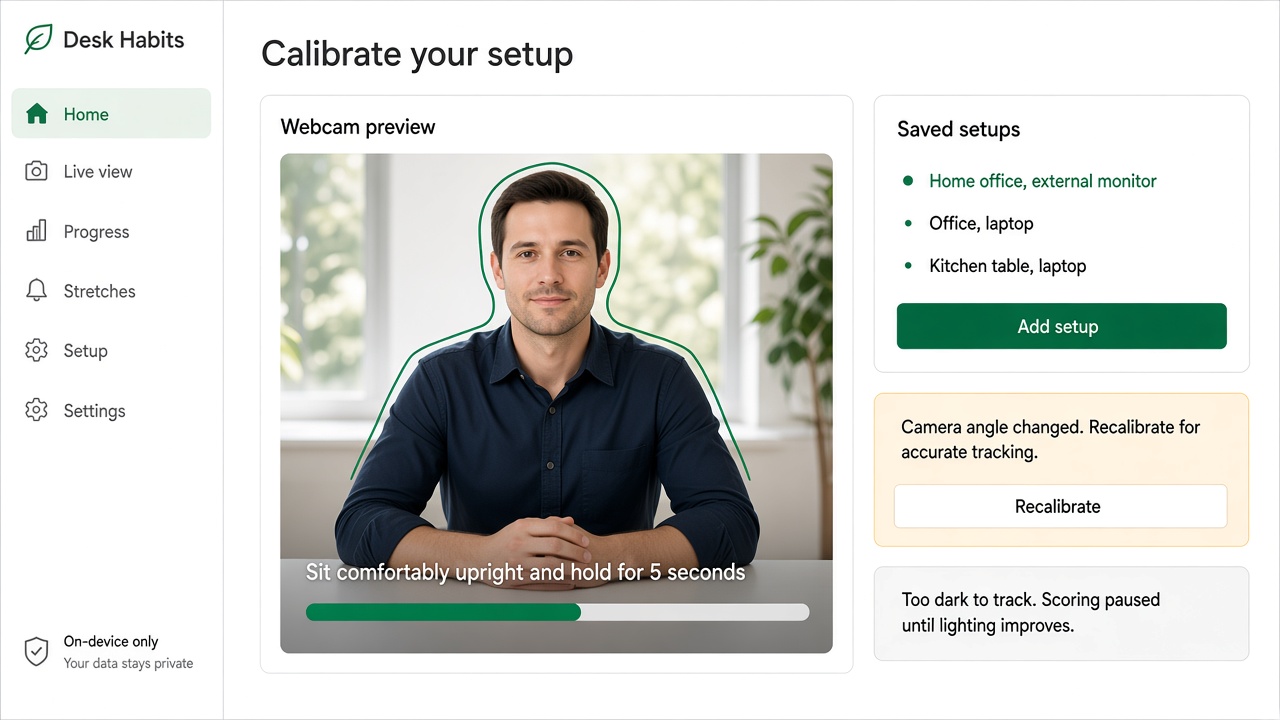 Desk Habits
Home
Live view
Progress
Stretches
Setup
Settings
On-device only
Your data stays private
Calibrate your setup
Webcam preview
Sit comfortably upright and hold for 5 seconds
Saved setups
Home office, external monitor
Office, laptop
Kitchen table, laptop
Add setup
Camera angle changed. Recalibrate for
accurate tracking.
Recalibrate
Too dark to track. Scoring paused
until lighting improves.